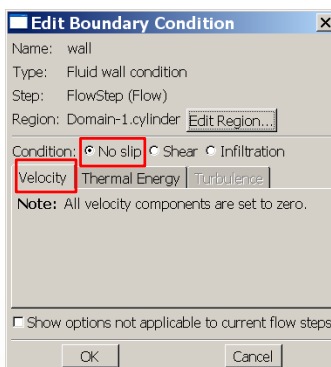 Edit Boundary Condition
Name: wall
Type: Fluid wall condition
Step: FlowStep (Flow)
Region: Domain-1.cylinder Edit Region...
Condition: No slip Shear Infiltration
Velocity Thermal Energy Turbulence
Note: All velocity components are set to zero.
Show options not applicable to current flow steps
OK Cancel